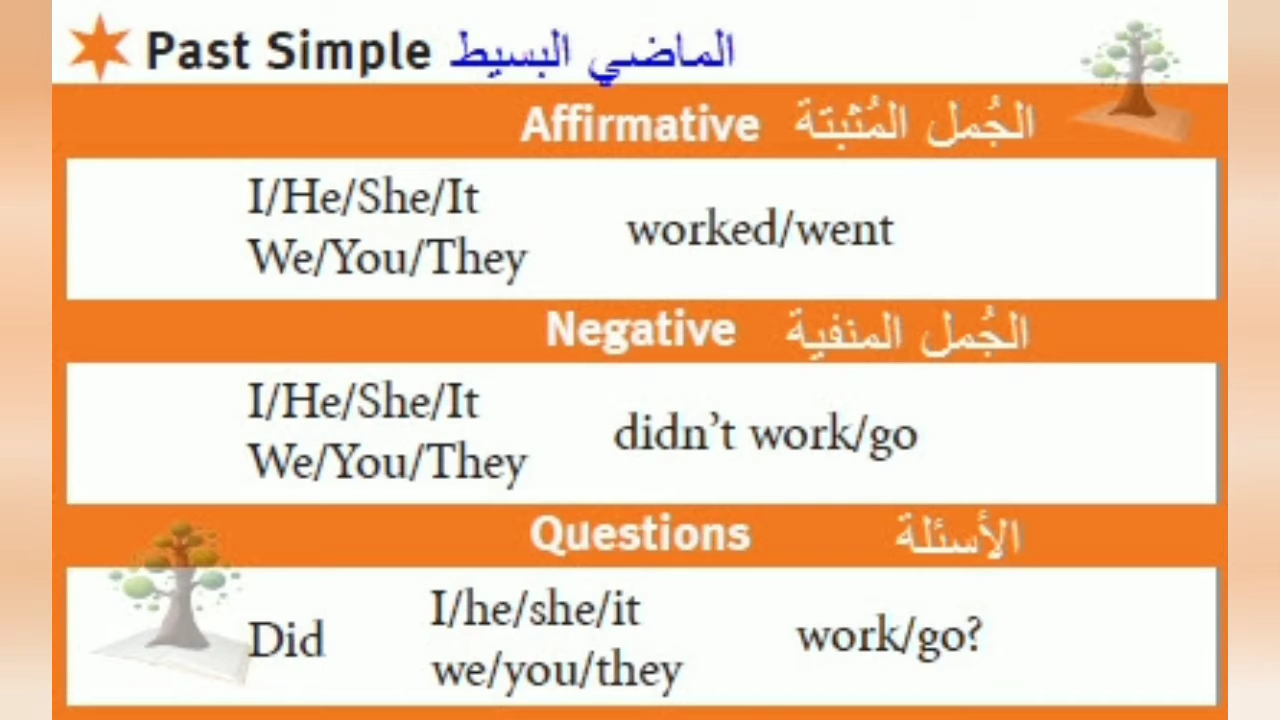 Past Simple الماضي البسيط
Affirmative الجُمل المُثبتة
I/He/She/It
We/You/They
worked/went
Negative الجُمل المنفية
I/He/She/It
We/You/They
didn’t work/go
Questions الأسئلة
Did
I/he/she/it
we/you/they
work/go?